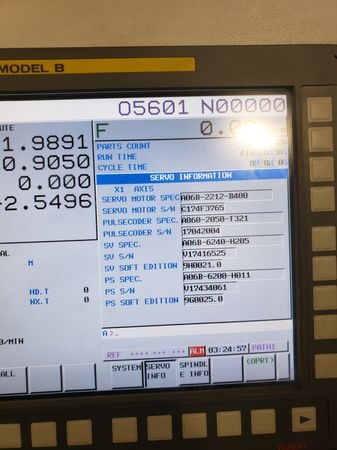 MODEL B
O5601 N00000
UTE
1.9891
0.9050
0.000
-2.5496
AL
M
HD.T 0
NX.T 0
B/MIN
ALL
F
PARTS COUNT
RUN TIME
CYCLE TIME
SERVO INFORMATION
X1 AXIS
SERVO MOTOR SPEC. A06B-2212-B400
SERVO MOTOR S/N C174F3765
PULSECODER SPEC. A860-2050-T321
PULSECODER S/N 17042004
SV SPEC. A06B-6240-H205
SV S/N V17416525
SV SOFT EDITION 9H0021.0
PS SPEC. A06B-6200-H011
PS S/N V17434061
PS SOFT EDITION 9G0025.0
A>_
REF **** *** *** ALM 03:24:57 PATH1
SYSTEM SERVO INFO SPINDLE INFO (OPRT)
FANUC